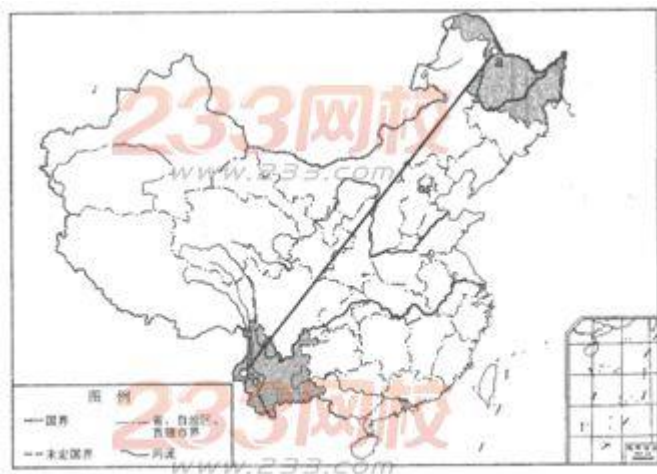 233网校
www.233.com
图 例
国界
省、自治区、
直辖市界
未定国界
河流
233网校
www.233.com